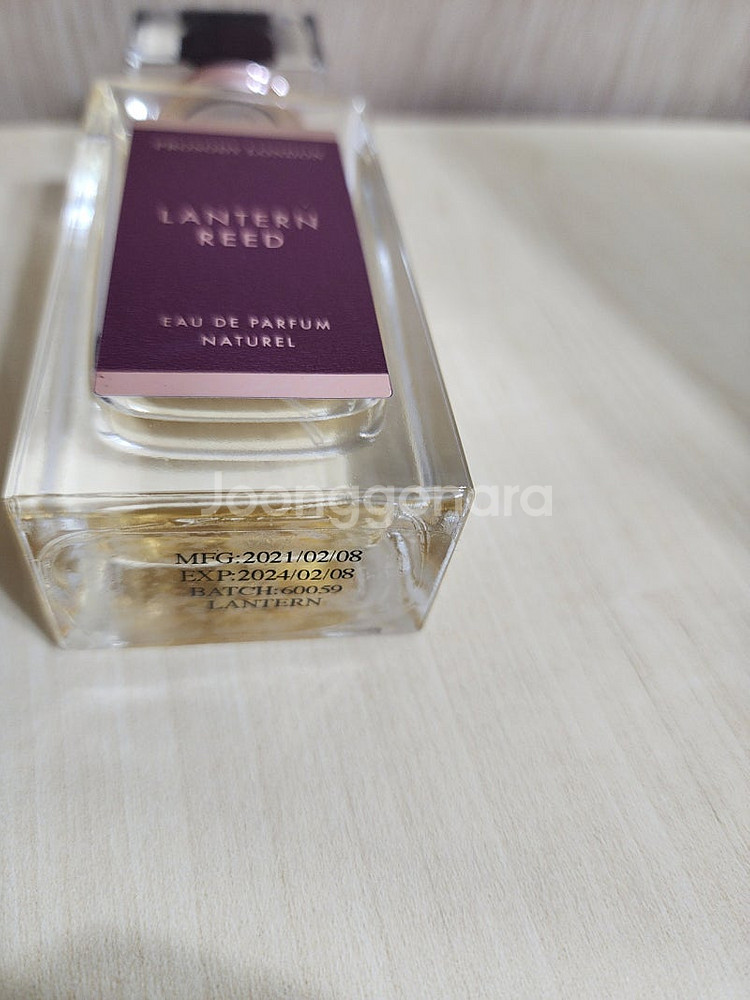 LANTERN
REED
EAU DE PARFUM
NATUREL
Joonggonara
MFG:2021/02/08
EXP:2024/02/08
BATCH:60059
LANTERN